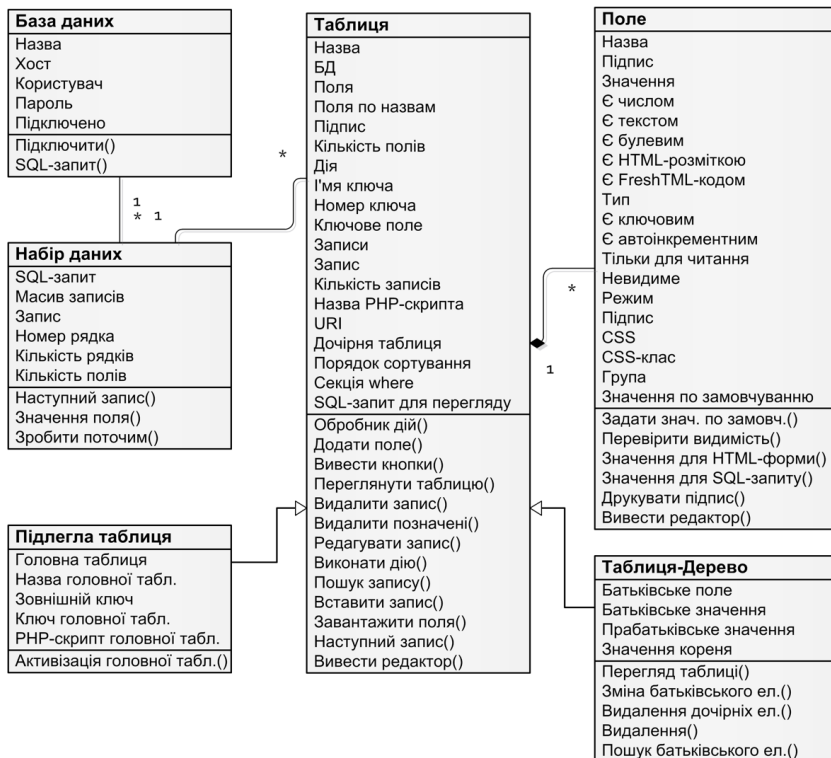 База даних
Назва
Хост
Користувач
Пароль
Підключено
Підключити()
SQL-запит()
1
* 1
Набір даних
SQL-запит
Масив записів
Запис
Номер рядка
Кількість рядків
Кількість полів
Наступний запис()
Значення поля()
Зробити поточим()
Підлегла таблиця
Головна таблиця
Назва головної табл.
Зовнішній ключ
Ключ головної табл.
PHP-скрипт головної табл.
Активізація головної табл.()
*
Таблиця
Назва
БД
Поля
Поля по назвам
Підпис
Кількість полів
Дія
І'мя ключа
Номер ключа
Ключове поле
Записи
Запис
Кількість записів
Назва PHP-скрипта
URI
Дочірня таблиця
Порядок сортування
Секція where
SQL-запит для перегляду
Обробник дій()
Додати поле()
Вивести кнопки()
Переглянути таблицю()
Видалити запис()
Видалити позначені()
Редагувати запис()
Виконати дію()
Пошук запису()
Вставити запис()
Завантажити поля()
Наступний запис()
Вивести редактор()
*
1
Поле
Назва
Підпис
Значення
Є числом
Є текстом
Є булевим
Є HTML-розміткою
Є FreshTML-кодом
Тип
Є ключовим
Є автоінкрементним
Тільки для читання
Невидиме
Режим
Підпис
CSS
CSS-клас
Група
Значення по замовчуванню
Задати знач. по замовч.()
Перевірити видимість()
Значення для HTML-форми()
Значення для SQL-запиту()
Друкувати підпис()
Вивести редактор()
Таблиця-Дерево
Батьківське поле
Батьківське значення
Прабатьківське значення
Значення кореня
Перегляд таблиці()
Зміна батьківського ел.()
Видалення дочірніх ел.()
Видалення()
Пошук батьківського ел.()